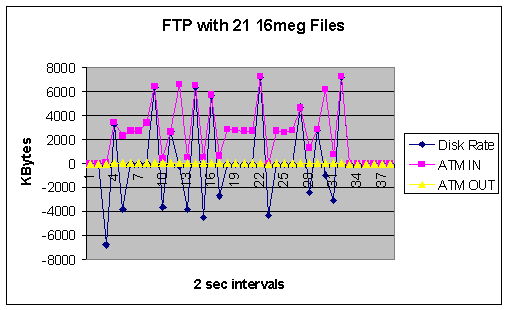 FTP with 21 16meg Files
8000
6000
4000
2000
0
-2000
-4000
-6000
-8000
KBytes
1 4 7 10 13 16 19 22 25 28 31 34 37
2 sec intervals
Disk Rate
ATM IN
ATM OUT